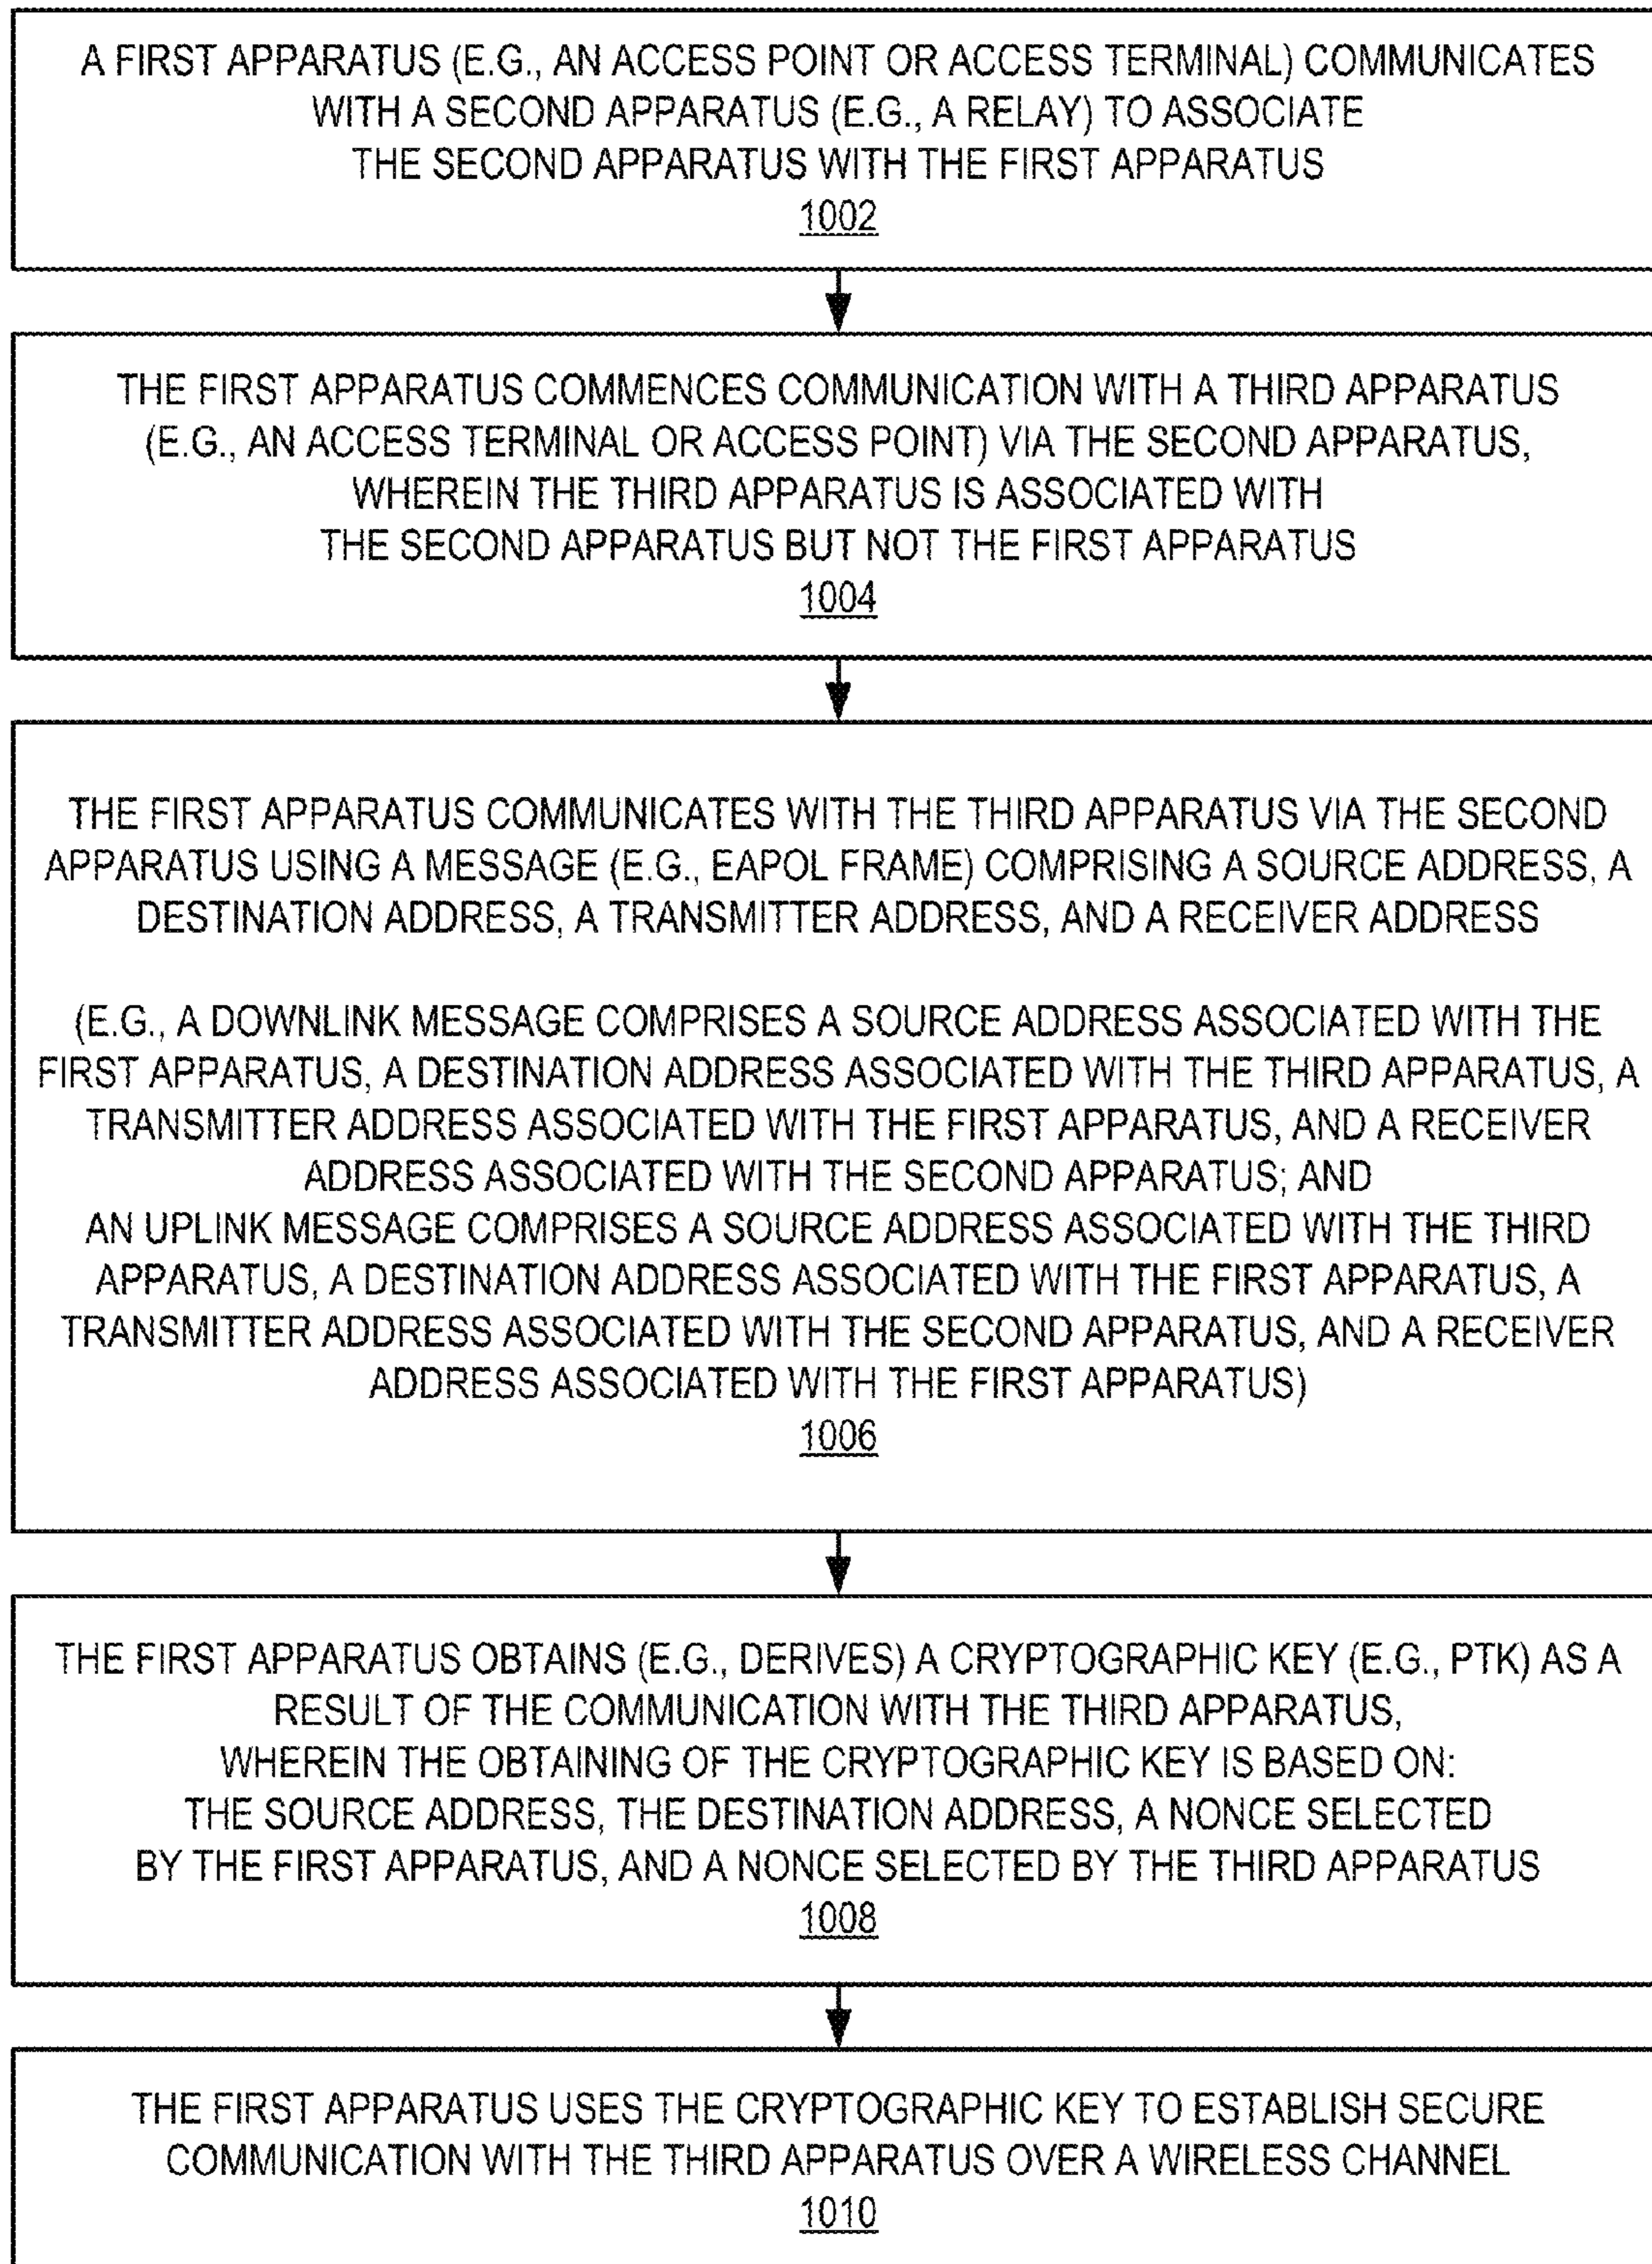 A FIRST APPARATUS (E.G., AN ACCESS POINT OR ACCESS TERMINAL) COMMUNICATES
WITH A SECOND APPARATUS (E.G., A RELAY) TO ASSOCIATE
THE SECOND APPARATUS WITH THE FIRST APPARATUS
1002
THE FIRST APPARATUS COMMENCES COMMUNICATION WITH A THIRD APPARATUS
(E.G., AN ACCESS TERMINAL OR ACCESS POINT) VIA THE SECOND APPARATUS,
WHEREIN THE THIRD APPARATUS IS ASSOCIATED WITH
THE SECOND APPARATUS BUT NOT THE FIRST APPARATUS
1004
THE FIRST APPARATUS COMMUNICATES WITH THE THIRD APPARATUS VIA THE SECOND
APPARATUS USING A MESSAGE (E.G., EAPOL FRAME) COMPRISING A SOURCE ADDRESS, A
DESTINATION ADDRESS, A TRANSMITTER ADDRESS, AND A RECEIVER ADDRESS
(E.G., A DOWNLINK MESSAGE COMPRISES A SOURCE ADDRESS ASSOCIATED WITH THE
FIRST APPARATUS, A DESTINATION ADDRESS ASSOCIATED WITH THE THIRD APPARATUS, A
TRANSMITTER ADDRESS ASSOCIATED WITH THE FIRST APPARATUS, AND A RECEIVER
ADDRESS ASSOCIATED WITH THE SECOND APPARATUS; AND
AN UPLINK MESSAGE COMPRISES A SOURCE ADDRESS ASSOCIATED WITH THE THIRD
APPARATUS, A DESTINATION ADDRESS ASSOCIATED WITH THE FIRST APPARATUS, A
TRANSMITTER ADDRESS ASSOCIATED WITH THE SECOND APPARATUS, AND A RECEIVER
ADDRESS ASSOCIATED WITH THE FIRST APPARATUS)
1006
THE FIRST APPARATUS OBTAINS (E.G., DERIVES) A CRYPTOGRAPHIC KEY (E.G., PTK) AS A
RESULT OF THE COMMUNICATION WITH THE THIRD APPARATUS,
WHEREIN THE OBTAINING OF THE CRYPTOGRAPHIC KEY IS BASED ON:
THE SOURCE ADDRESS, THE DESTINATION ADDRESS, A NONCE SELECTED
BY THE FIRST APPARATUS, AND A NONCE SELECTED BY THE THIRD APPARATUS
1008
THE FIRST APPARATUS USES THE CRYPTOGRAPHIC KEY TO ESTABLISH SECURE
COMMUNICATION WITH THE THIRD APPARATUS OVER A WIRELESS CHANNEL
1010